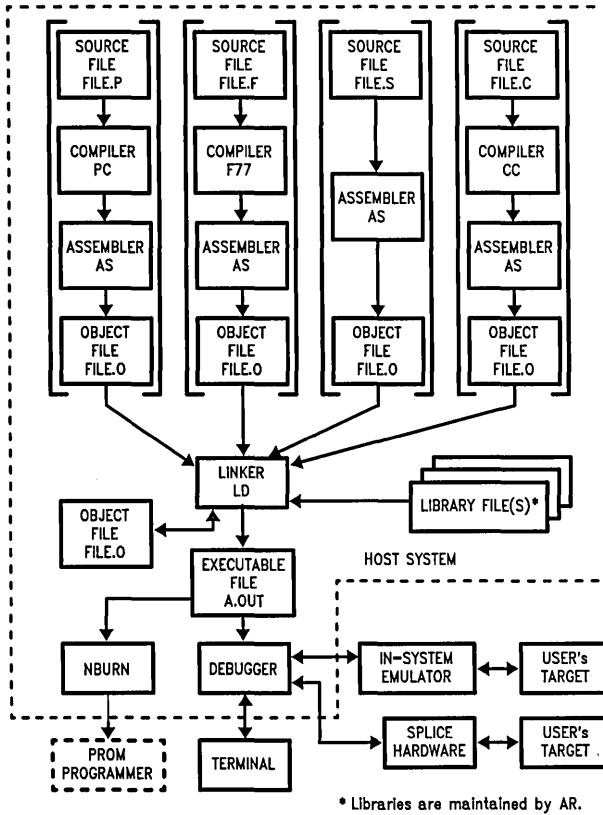 SOURCE
FILE
FILE.P
SOURCE
FILE
FILE.F
SOURCE
FILE
FILE.S
SOURCE
FILE
FILE.C
COMPILER
PC
COMPILER
F77
COMPILER
CC
ASSEMBLER
AS
ASSEMBLER
AS
ASSEMBLER
AS
ASSEMBLER
AS
OBJECT
FILE
FILE.O
OBJECT
FILE
FILE.O
OBJECT
FILE
FILE.O
OBJECT
FILE
FILE.O
LINKER
LD
LIBRARY FILE(S)*
OBJECT
FILE
FILE.O
EXECUTABLE
FILE
A.OUT
HOST SYSTEM
NBURN
DEBUGGER
IN-SYSTEM
EMULATOR
USER's
TARGET
PROM
PROGRAMMER
TERMINAL
SPLICE
HARDWARE
USER's
TARGET
* Libraries are maintained by AR.